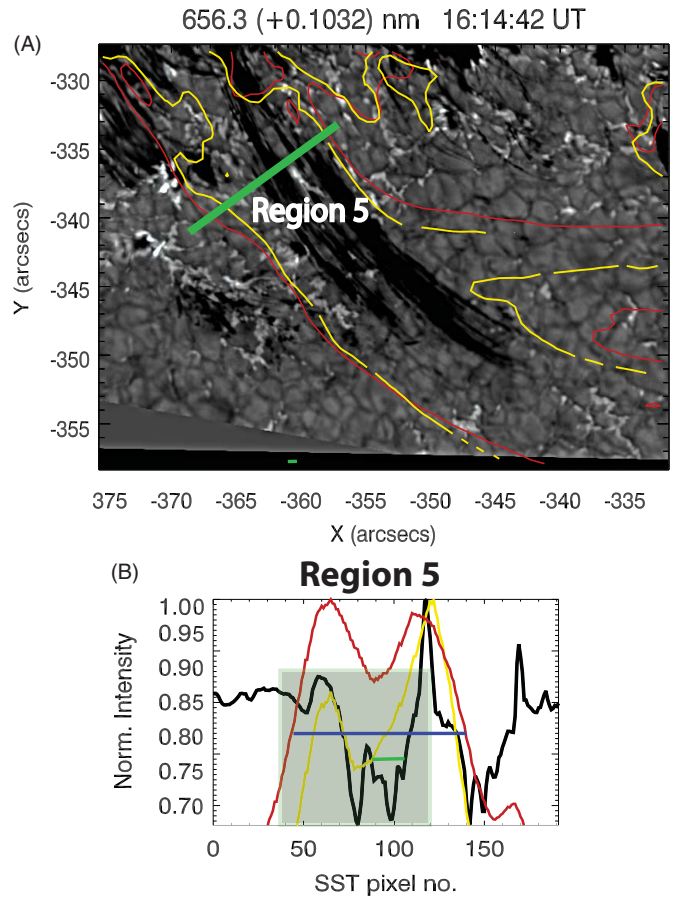 656.3 (+0.1032) nm 16:14:42 UT
(A)
-330
-335
-340
-345
-350
-355
Y (arcsecs)
Region 5
375 -370 -365 -360 -355 -350 -345 -340 -335
X (arcsecs)
(B)
Region 5
1.00
0.95
0.90
0.85
0.80
0.75
0.70
Norm. Intensity
0 50 100 150
SST pixel no.